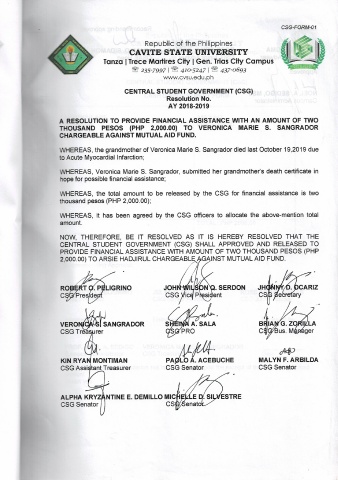 CSG-FORM-01
Republic of the Philippines
CAVITE STATE UNIVERSITY
Tanza | Trece Martires City | Gen. Trias City Campus
☏ 235-7997 | ☏ 410-5247 | ☏ 437-0693
www.cvsu.edu.ph
CENTRAL STUDENT GOVERNMENT (CSG)
Resolution No.
AY 2018-2019
A RESOLUTION TO PROVIDE FINANCIAL ASSISTANCE WITH AN AMOUNT OF TWO
THOUSAND PESOS (PHP 2,000.00) TO VERONICA MARIE S. SANGRADOR
CHARGEABLE AGAINST MUTUAL AID FUND.
WHEREAS, the grandmother of Veronica Marie S. Sangrador died last October 19,2019 due
to Acute Myocardial Infarction;
WHEREAS, Veronica Marie S. Sangrador, submitted her grandmother's death certificate in
hope for possible financial assistance;
WHEREAS, the total amount to be released by the CSG for financial assistance is two
thousand pesos (PHP 2,000.00);
WHEREAS, it has been agreed by the CSG officers to allocate the above-mention total
amount.
NOW, THEREFORE, BE IT RESOLVED AS IT IS HEREBY RESOLVED THAT THE
CENTRAL STUDENT GOVERNMENT (CSG) SHALL APPROVED AND RELEASED TO
PROVIDE FINANCIAL ASSISTANCE WITH AMOUNT OF TWO THOUSAND PESOS (PHP
2,000.00) TO ARSIE HADJIRUL CHARGEABLE AGAINST MUTUAL AID FUND.
ROBERT O. PELIGRINO JOHN WILSON Q. SERDON JHONNY D. OCARIZ
CSG President CSG Vice President CSG Secretary
VERONICA S. SANGRADOR SHEINA A. SALA BRIAN G. ZORILLA
CSG Treasurer CSG PRO CSG Bus. Manager
KIN RYAN MONTIMAN PAOLO A. ACEBUCHE MALYN F. ARBILDA
CSG Assistant Treasurer CSG Senator CSG Senator
ALPHA KRYZANTINE E. DEMILLO MICHELLE D. SILVESTRE
CSG Senator CSG Senator